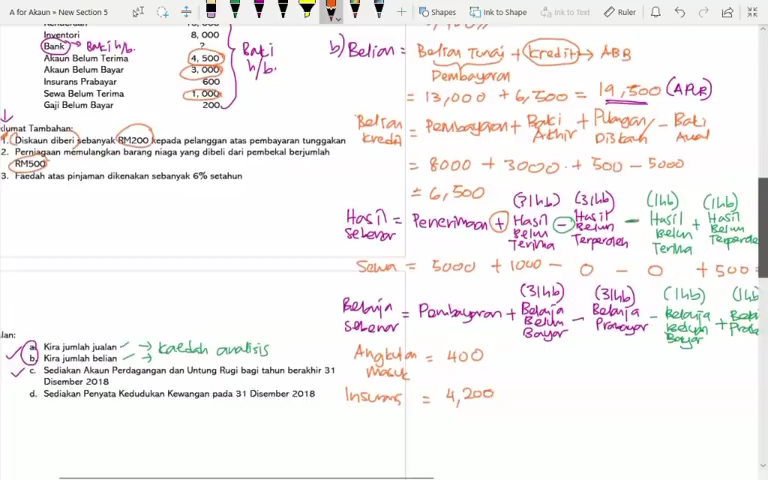 A for Akaun » New Section 5
Shapes
Ink to Shape
Ink to Text
Ruler
Inventori 8, 000
Bank → Baki h/b. ?
Akaun Belum Terima 4, 500
Akaun Belum Bayar 3, 000
Insurans Prabayar 600
Sewa Belum Terima 1, 000
Gaji Belum Bayar 200
Baki
h/b.
klumat Tambahan:
1. Diskaun diberi sebanyak RM200 kepada pelanggan atas pembayaran tunggakan
2. Perniagaan memulangkan barang niaga yang dibeli dari pembekal berjumlah
RM500
3. Faedah atas pinjaman dikenakan sebanyak 6% setahun
alan:
a. Kira jumlah jualan → kaedah analisis
b. Kira jumlah belian →
c. Sediakan Akaun Perdagangan dan Untung Rugi bagi tahun berakhir 31
Disember 2018
d. Sediakan Penyata Kedudukan Kewangan pada 31 Disember 2018
b) Belian = Belian Tunai + Kredit → ABB
Pembayaran
= 13,000 + 6,500 = 19,500 (APUR)
Belian Kredit = Pembayaran + Baki Akhir + Pulangan/Diskaun - Baki Awal
= 8000 + 3000 + 500 - 5000
= 6,500
(31hb) (31hb) (1hb) (1hb)
Hasil Sebenar = Penerimaan + Hasil Belum Terima - Hasil Belum Terperoleh - Hasil Belum Terima + Hasil Belum Terpero
Sewa = 5000 + 1000 - 0 - 0 + 500 =
(31hb) (31hb) (1hb) (1hb
Belanja sebenar = Pembayaran + Belanja Belum Bayar - Belanja Prabayar - Belanja Belum Bayar + Bela Prab
Angkutan Masuk = 400
Insurans = 4,200